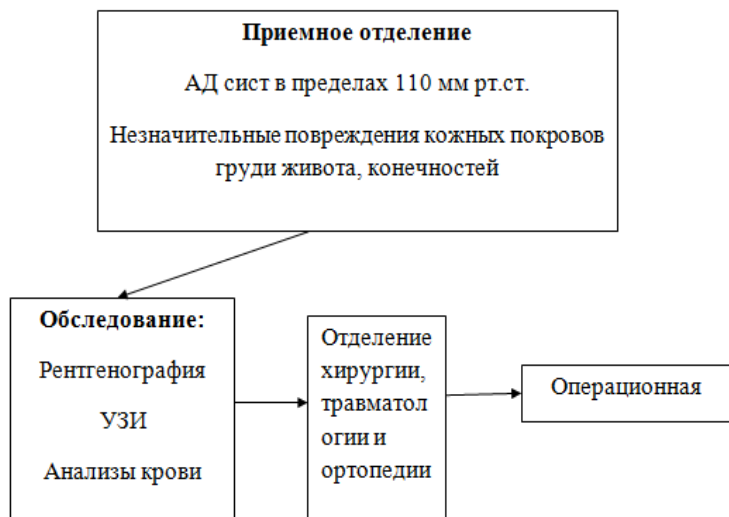 Приемное отделение
АД сист в пределах 110 мм рт.ст.
Незначительные повреждения кожных покровов
груди живота, конечностей
Обследование:
Рентгенография
УЗИ
Анализы крови
Отделение
хирургии,
травматол
огии и
ортопедии
Операционная